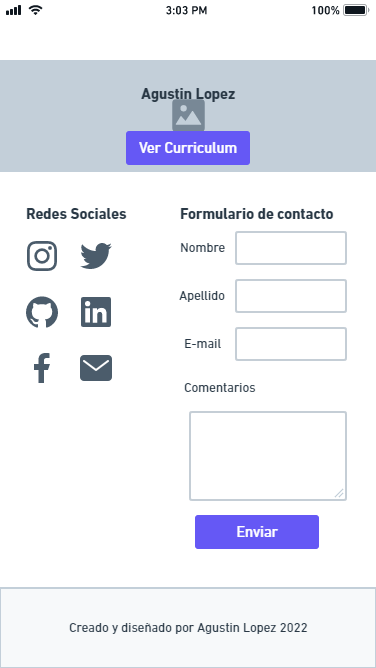 3:03 PM
100%
Agustin Lopez
Ver Curriculum
Redes Sociales
Formulario de contacto
Nombre
Apellido
E-mail
Comentarios
Enviar
Creado y diseñado por Agustin Lopez 2022